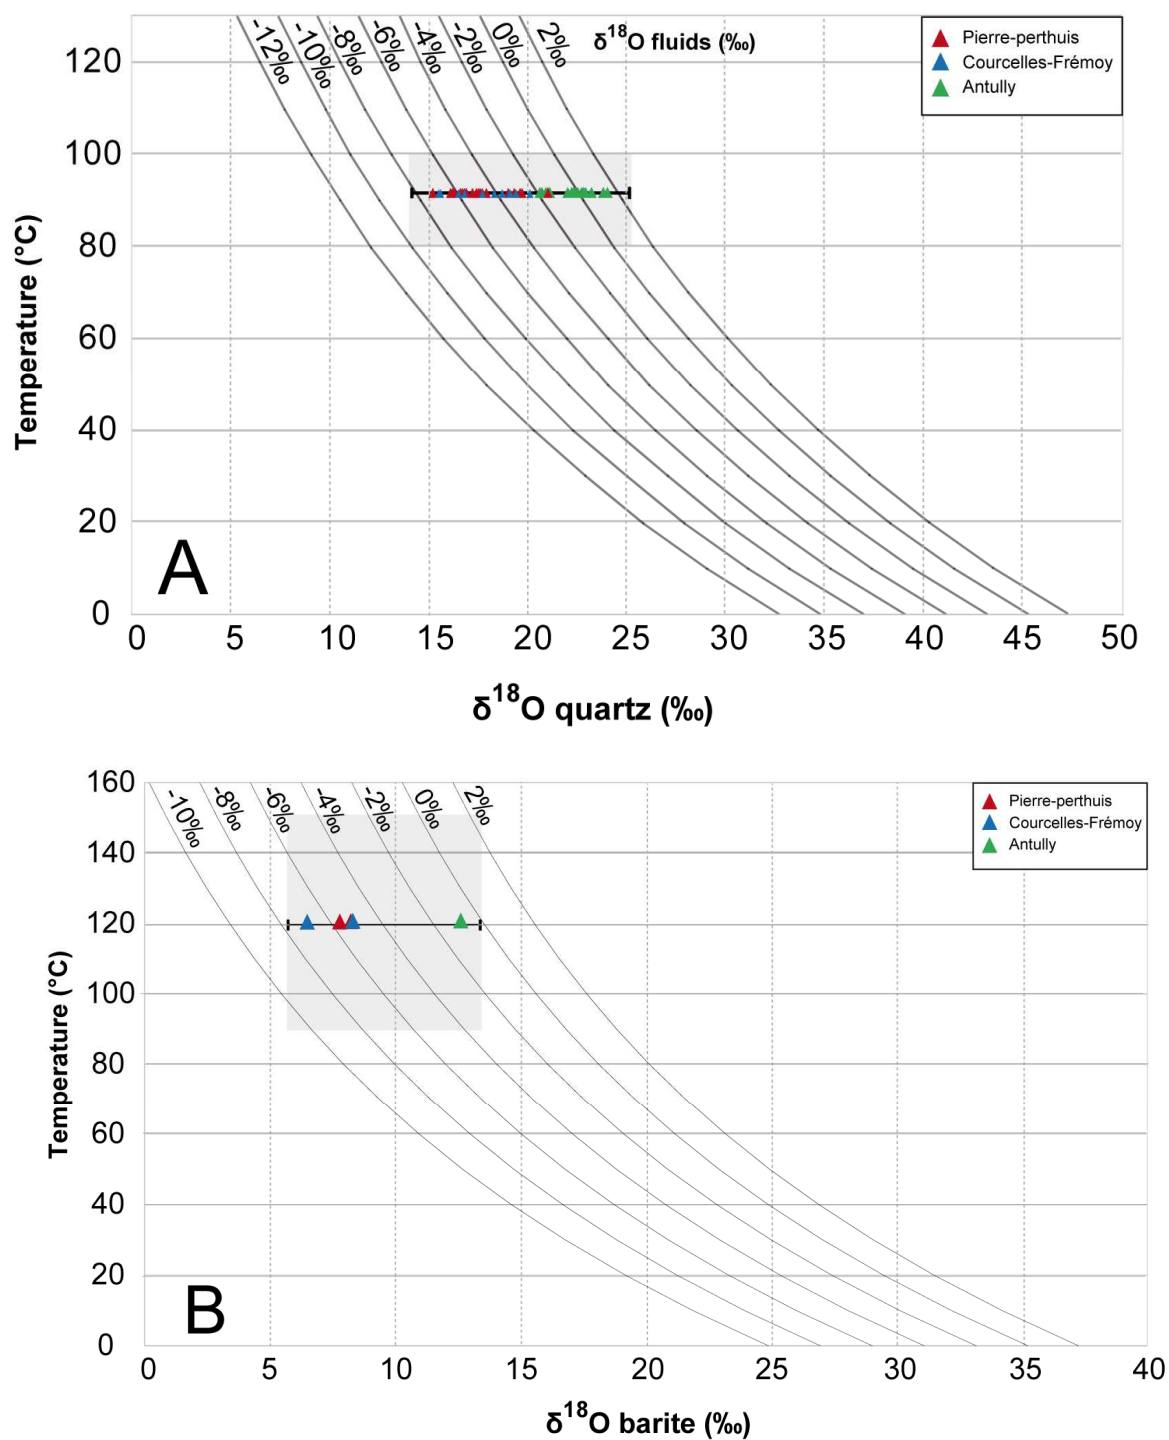 -12‰ -10‰ -8‰ -6‰ -4‰ -2‰ 0‰ 2‰ δ18O fluids (‰)
Pierre-perthuis
Courcelles-Frémoy
Antully
120
100
80
60
40
20
0
Temperature (°C)
A
0 5 10 15 20 25 30 35 40 45 50
δ18O quartz (‰)
-10‰ -8‰ -6‰ -4‰ -2‰ 0‰ 2‰
Pierre-perthuis
Courcelles-Frémoy
Antully
160
140
120
100
80
60
40
20
0
Temperature (°C)
B
0 5 10 15 20 25 30 35 40
δ18O barite (‰)